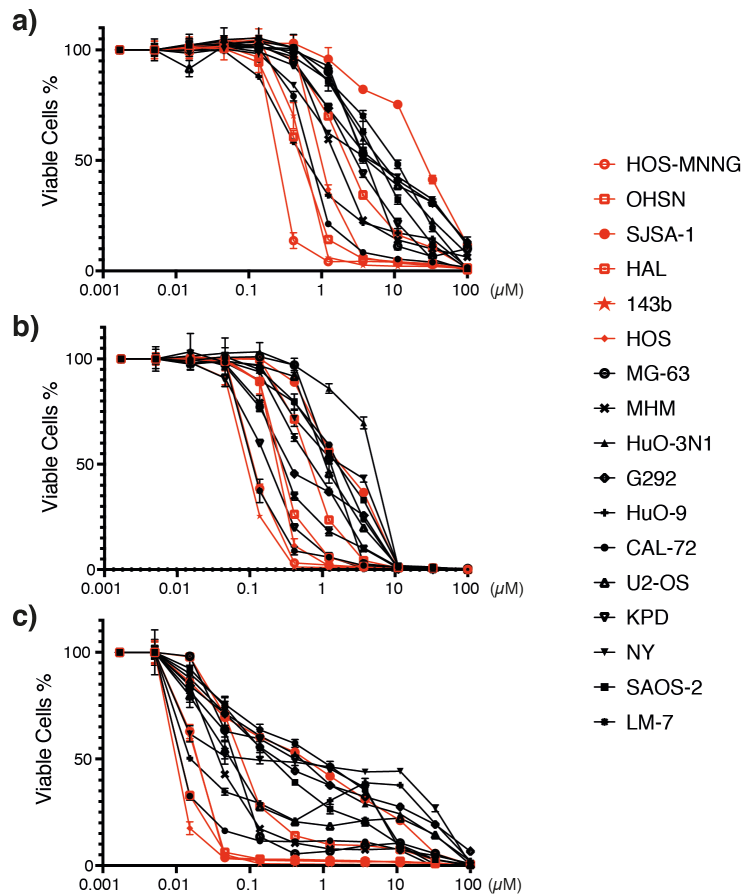 a)
Viable Cells %
100
50
0
0.001 0.01 0.1 1 10 100 (µM)
b)
Viable Cells %
100
50
0
0.001 0.01 0.1 1 10 100 (µM)
c)
Viable Cells %
100
50
0
0.001 0.01 0.1 1 10 100 (µM)
HOS-MNNG
OHSN
SJSA-1
HAL
143b
HOS
MG-63
MHM
HuO-3N1
G292
HuO-9
CAL-72
U2-OS
KPD
NY
SAOS-2
LM-7